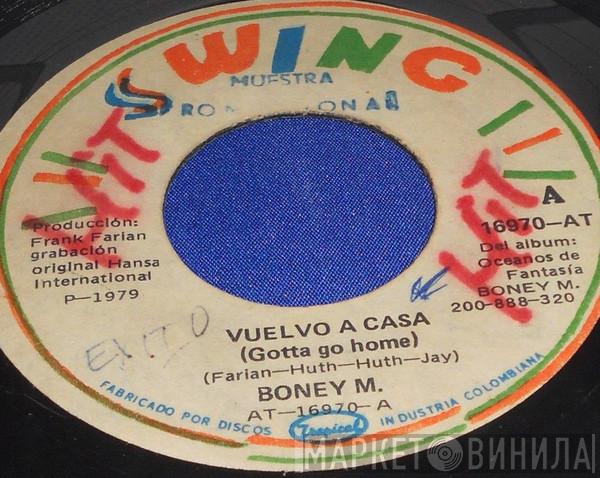 SWING
MUESTRA
HIT
HIT
A
Producción:
Frank Farian
grabación
original Hansa
International
P—1979
16970—AT
Del album:
Oceanos de
Fantasía
BONEY M.
200-888-320
EXITO
VUELVO A CASA
(Gotta go home)
(Farian—Huth—Huth—Jay)
BONEY M.
AT—16970—A
FABRICADO POR DISCOS Tropical INDUSTRIA COLOMBIANA
МАРКЕТ ВИНИЛА